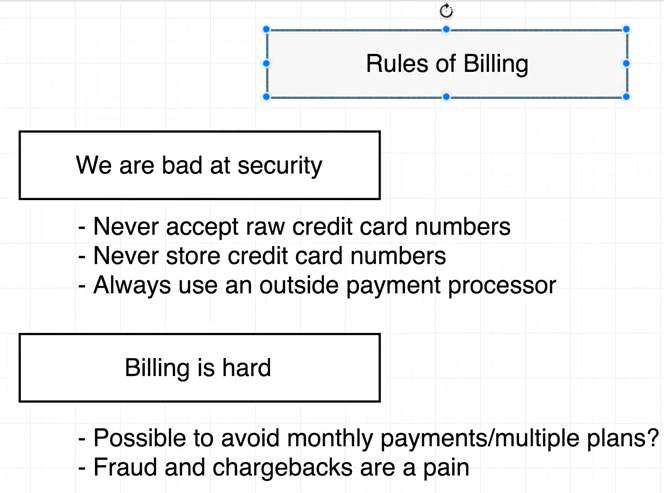 Rules of Billing
We are bad at security
- Never accept raw credit card numbers
- Never store credit card numbers
- Always use an outside payment processor
Billing is hard
- Possible to avoid monthly payments/multiple plans?
- Fraud and chargebacks are a pain